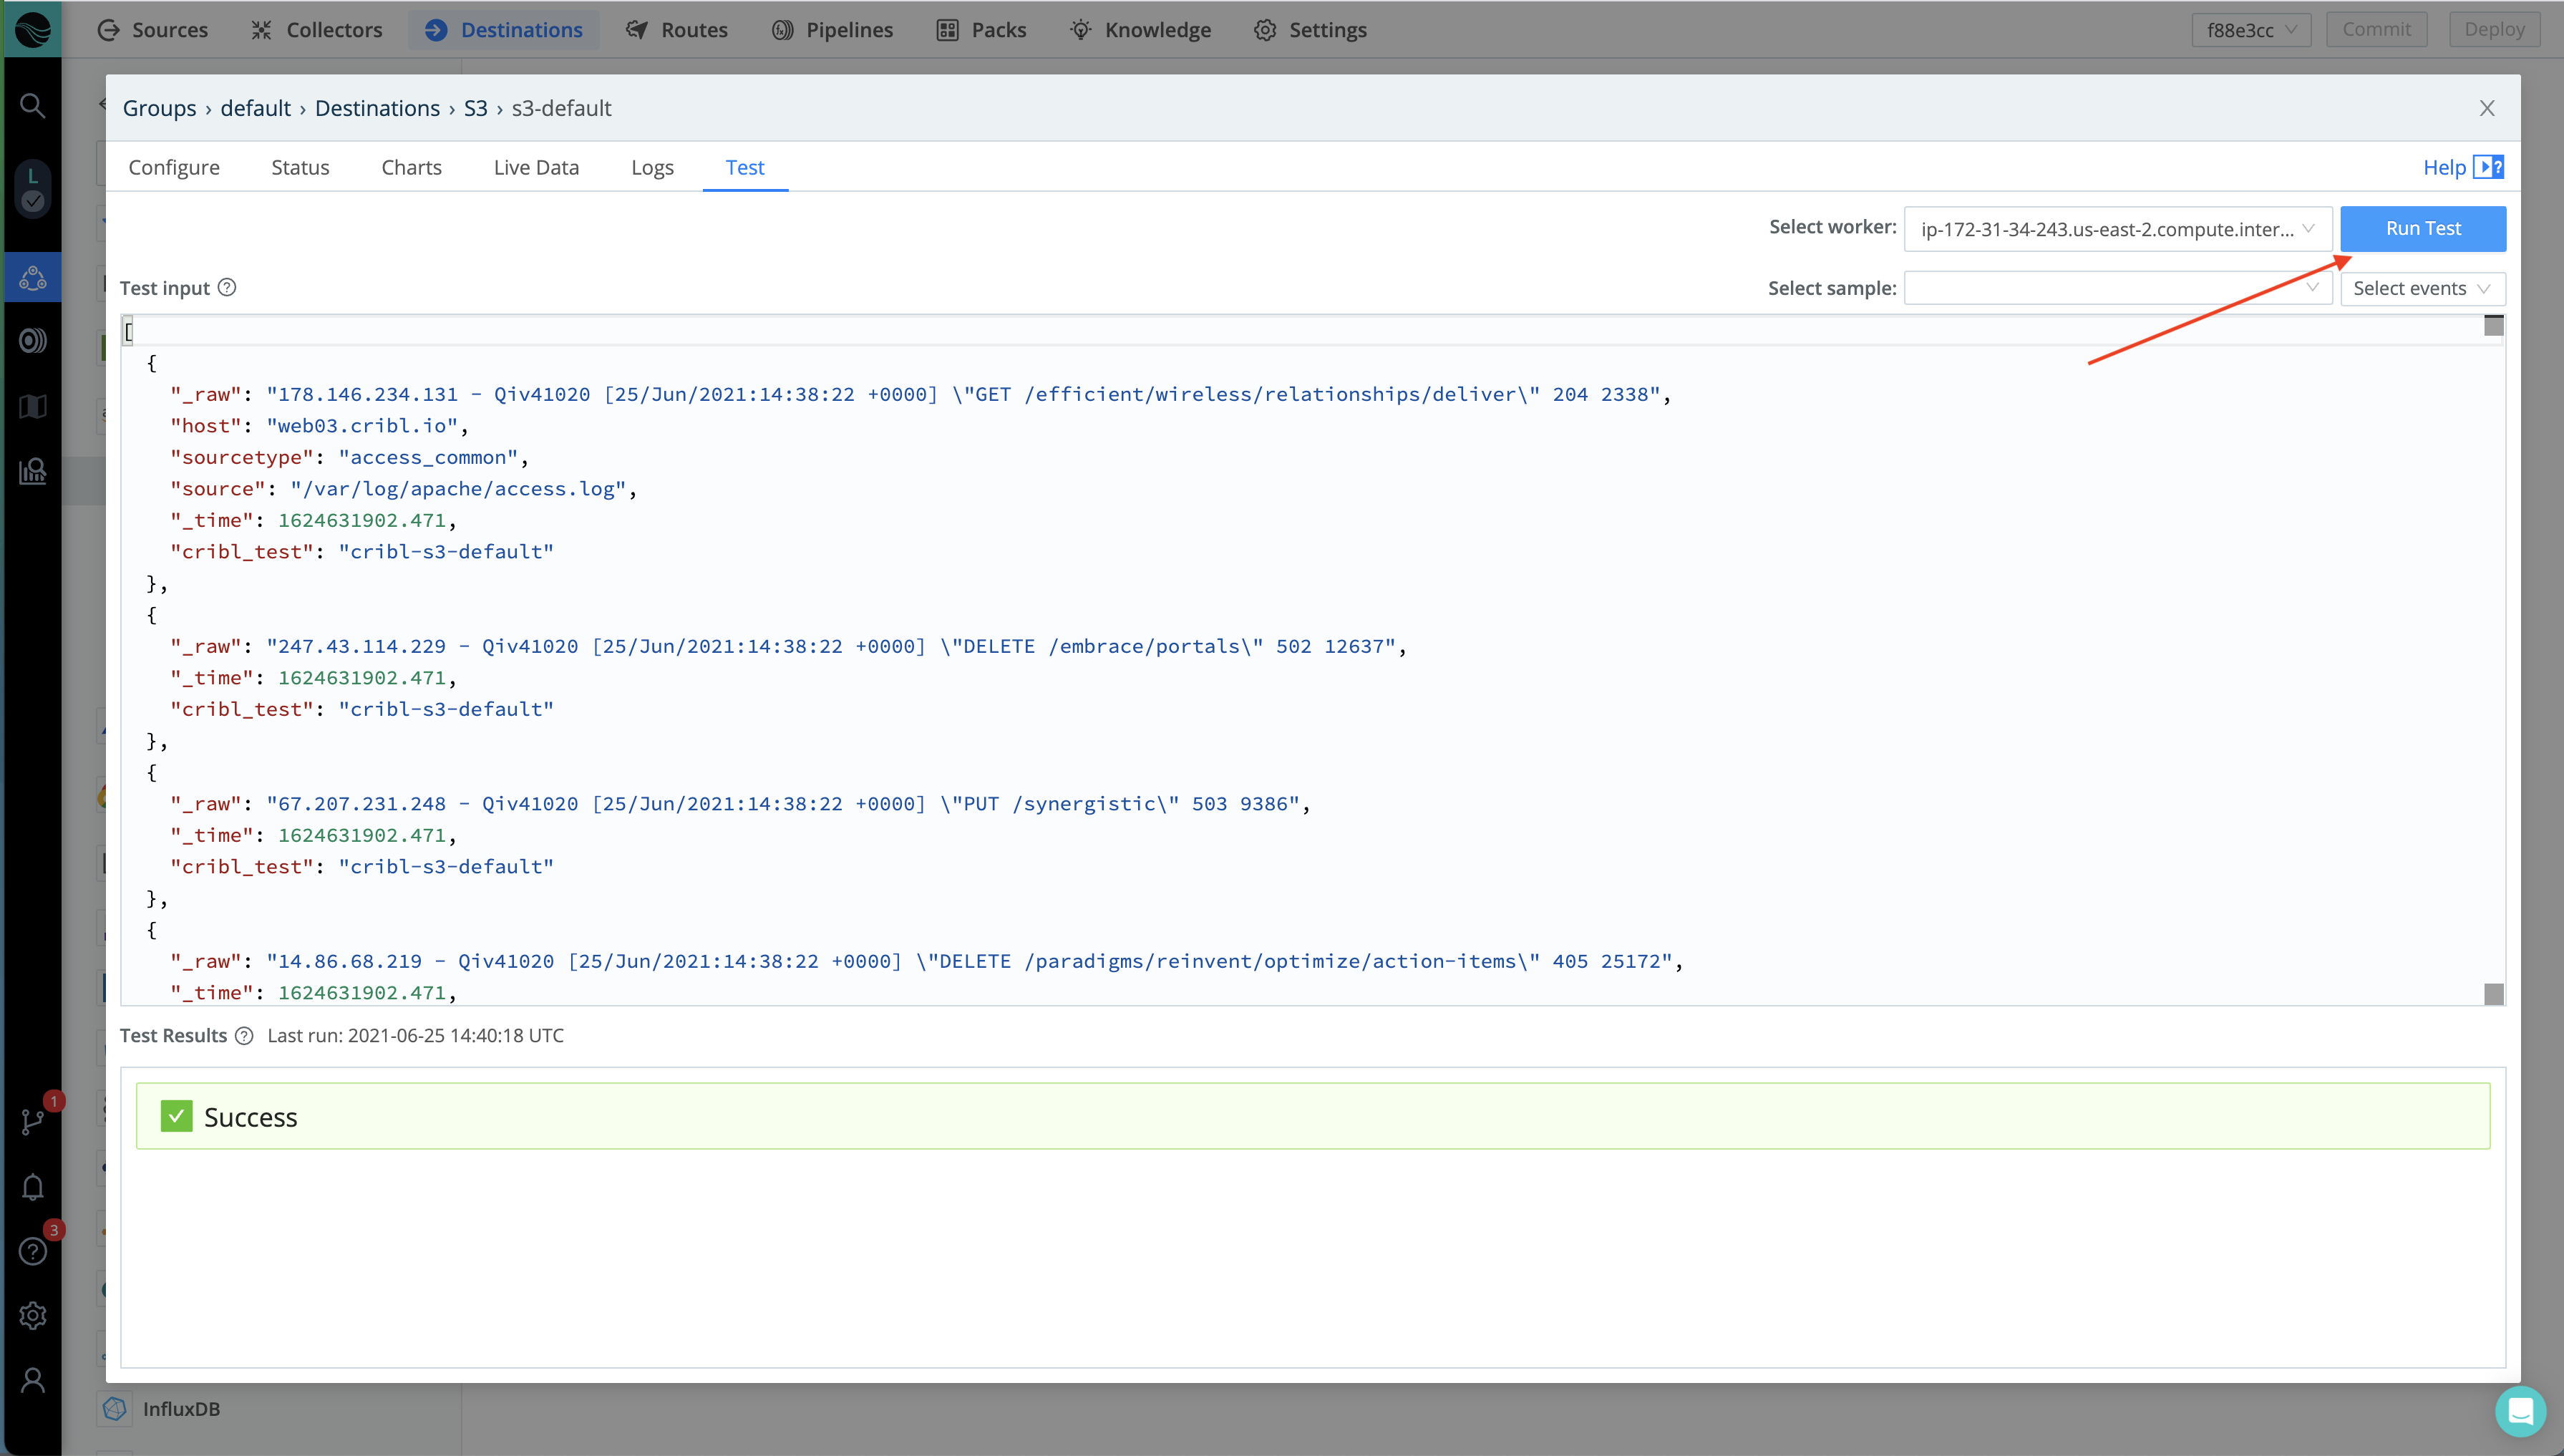 Sources Collectors Destinations Routes Pipelines Packs Knowledge Settings f88e3cc Commit Deploy
Groups › default › Destinations › S3 › s3-default
L
Configure Status Charts Live Data Logs Test Help
Select worker: ip-172-31-34-243.us-east-2.compute.inter... Run Test
Test input Select sample: Select events
[
{
"_raw": "178.146.234.131 - Qiv41020 [25/Jun/2021:14:38:22 +0000] \"GET /efficient/wireless/relationships/deliver\" 204 2338",
"host": "web03.cribl.io",
"sourcetype": "access_common",
"source": "/var/log/apache/access.log",
"_time": 1624631902.471,
"cribl_test": "cribl-s3-default"
},
{
"_raw": "247.43.114.229 - Qiv41020 [25/Jun/2021:14:38:22 +0000] \"DELETE /embrace/portals\" 502 12637",
"_time": 1624631902.471,
"cribl_test": "cribl-s3-default"
},
{
"_raw": "67.207.231.248 - Qiv41020 [25/Jun/2021:14:38:22 +0000] \"PUT /synergistic\" 503 9386",
"_time": 1624631902.471,
"cribl_test": "cribl-s3-default"
},
{
"_raw": "14.86.68.219 - Qiv41020 [25/Jun/2021:14:38:22 +0000] \"DELETE /paradigms/reinvent/optimize/action-items\" 405 25172",
"_time": 1624631902.471,
Test Results Last run: 2021-06-25 14:40:18 UTC
1
Success
3
InfluxDB